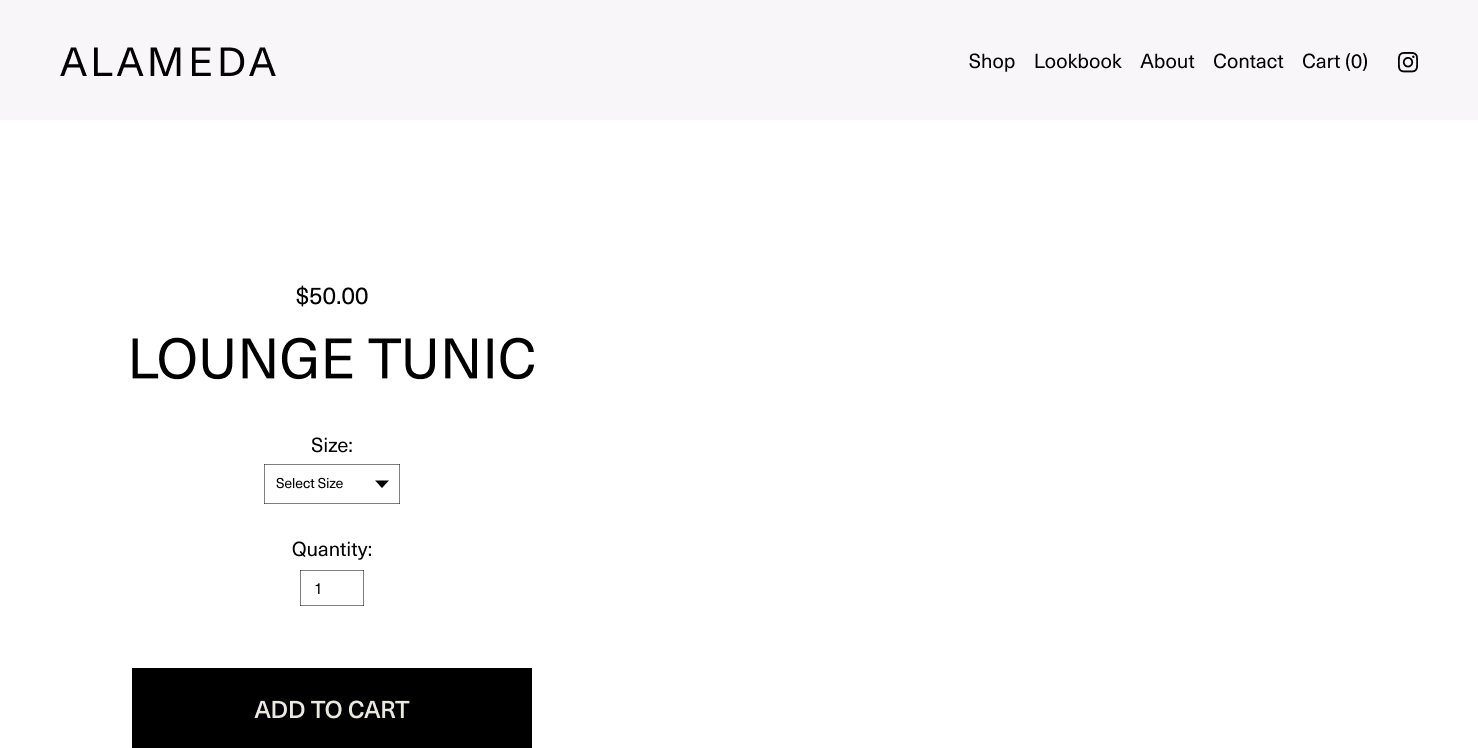 ALAMEDA
Shop Lookbook About Contact Cart (0)
$50.00
LOUNGE TUNIC
Size:
Select Size
Quantity:
1
ADD TO CART